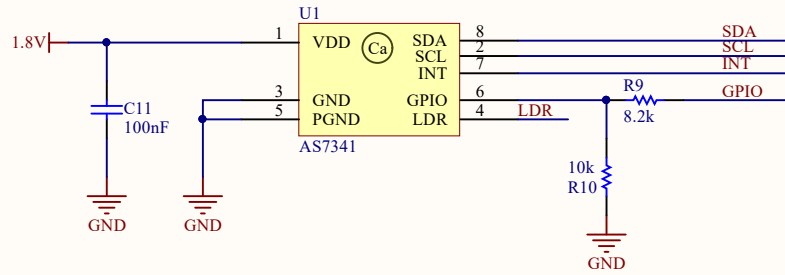 U1
1.8V
1
VDD
Ca
SDA
8
SDA
SCL
2
SCL
INT
7
INT
C11
100nF
3
GND
GPIO
6
R9
8.2k
GPIO
5
PGND
LDR
4
LDR
AS7341
10k
R10
GND
GND
GND